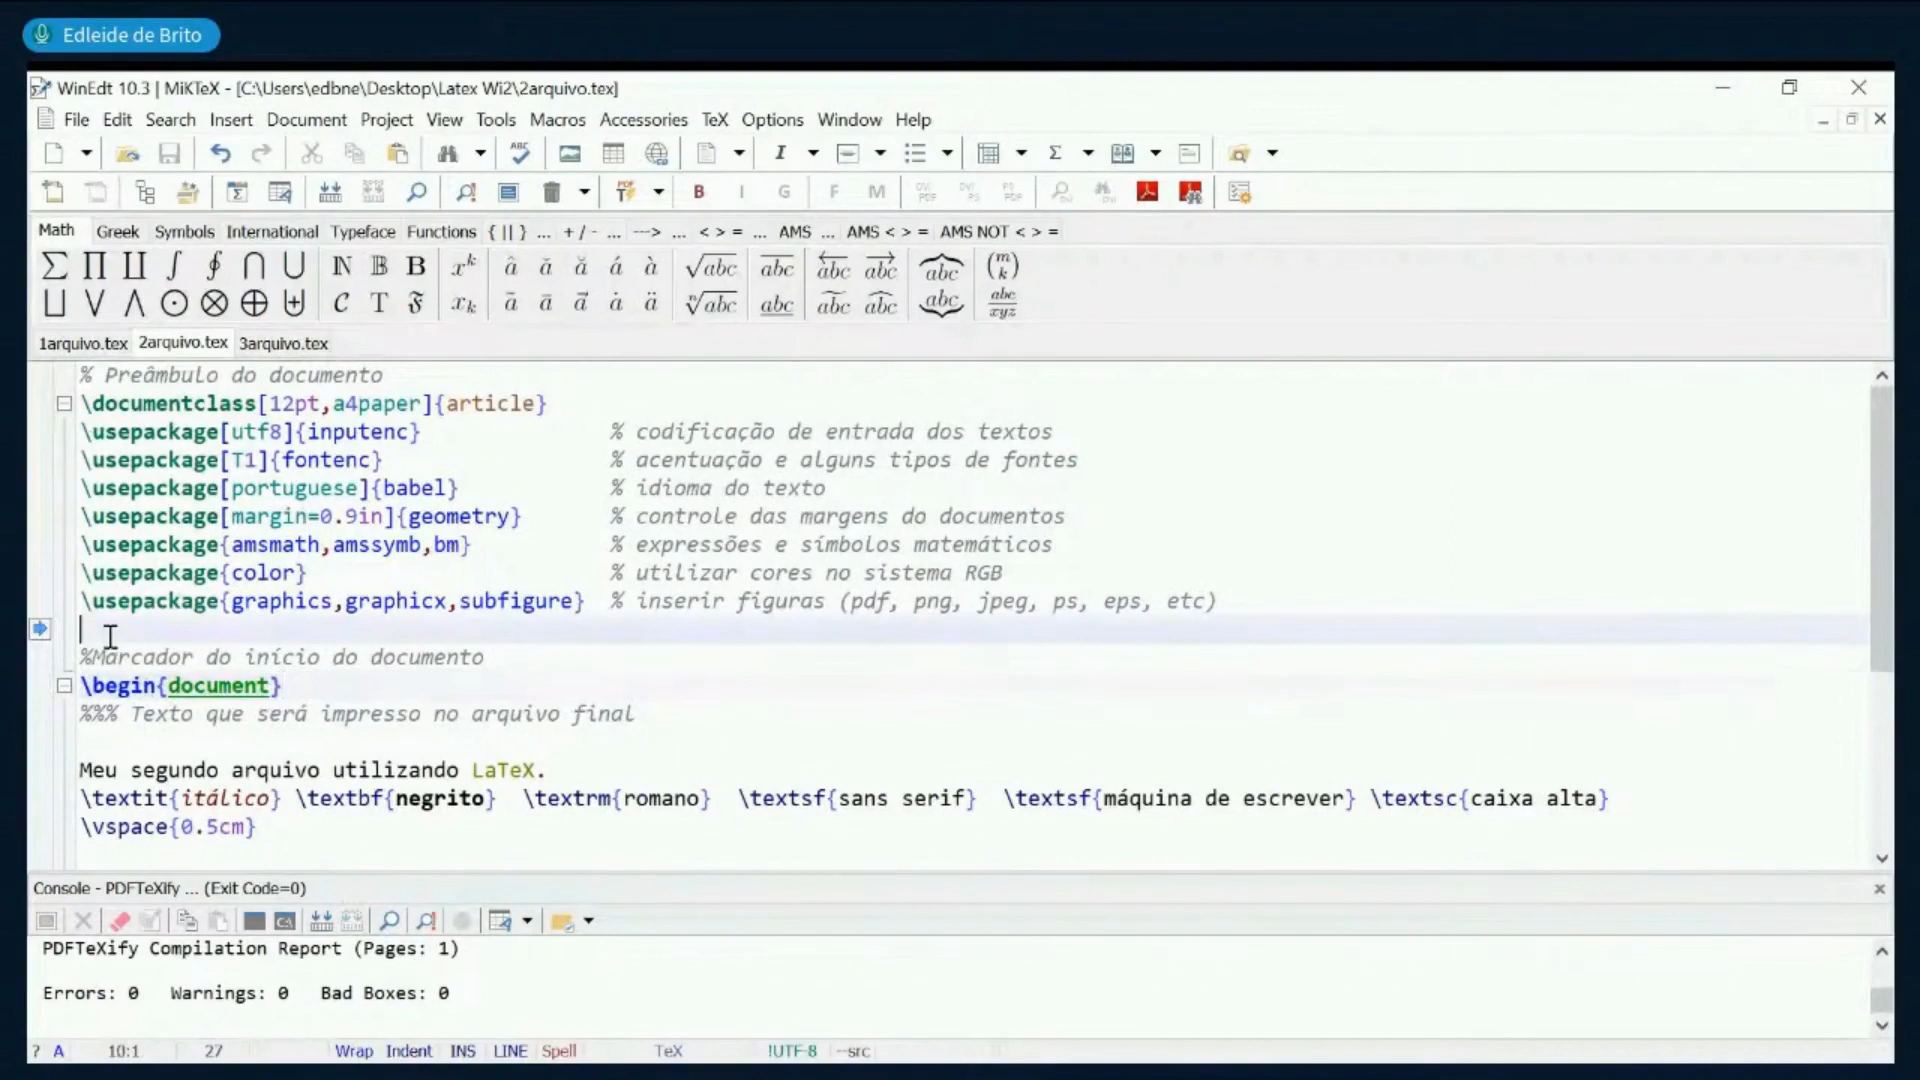 Edleide de Brito
WinEdt 10.3 | MiKTeX - [C:\Users\edbne\Desktop\Latex Wi2\2arquivo.tex]
File Edit Search Insert Document Project View Tools Macros Accessories TeX Options Window Help
Math Greek Symbols International Typeface Functions { || } ... + / - ... ---> ... < > = ... AMS ... AMS < > = AMS NOT < > =
1arquivo.tex 2arquivo.tex 3arquivo.tex
% Preâmbulo do documento
\documentclass[12pt,a4paper]{article}
\usepackage[utf8]{inputenc} % codificação de entrada dos textos
\usepackage[T1]{fontenc} % acentuação e alguns tipos de fontes
\usepackage[portuguese]{babel} % idioma do texto
\usepackage[margin=0.9in]{geometry} % controle das margens do documentos
\usepackage{amsmath,amssymb,bm} % expressões e símbolos matemáticos
\usepackage{color} % utilizar cores no sistema RGB
\usepackage{graphics,graphicx,subfigure} % inserir figuras (pdf, png, jpeg, ps, eps, etc)
%Marcador do início do documento
\begin{document}
%%% Texto que será impresso no arquivo final
Meu segundo arquivo utilizando LaTeX.
\textit{itálico} \textbf{negrito} \textrm{romano} \textsf{sans serif} \textsf{máquina de escrever} \textsc{caixa alta}
\vspace{0.5cm}
Console - PDFTeXify ... (Exit Code=0)
PDFTeXify Compilation Report (Pages: 1)
Errors: 0 Warnings: 0 Bad Boxes: 0
? A 10:1 27 Wrap Indent INS LINE Spell TeX !UTF-8 --src